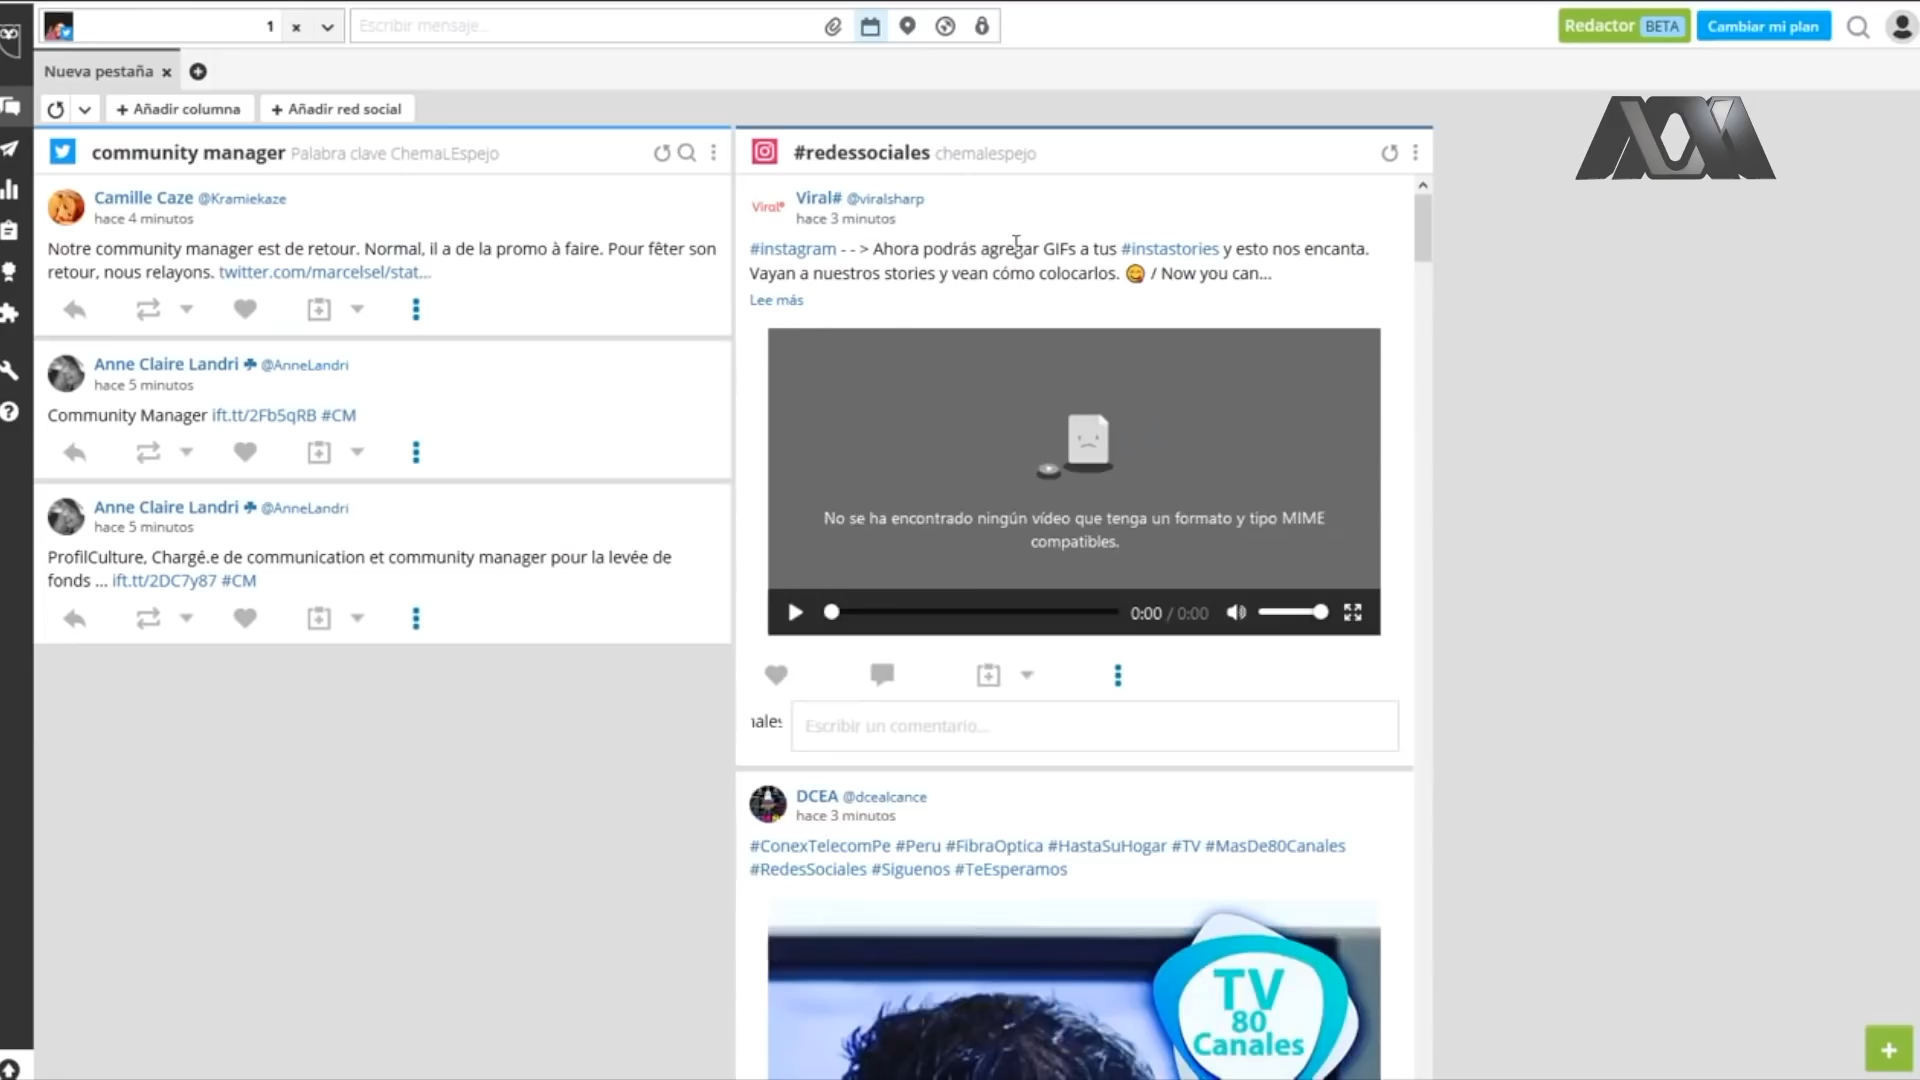 1
Escribir mensaje...
Redactor BETA
Cambiar mi plan
Nueva pestaña
+ Añadir columna
+ Añadir red social
community manager Palabra clave ChemaLEspejo
Camille Caze @Kramiekaze
hace 4 minutos
Notre community manager est de retour. Normal, il a de la promo à faire. Pour fêter son
retour, nous relayons. twitter.com/marcelsel/stat...
Anne Claire Landri @AnneLandri
hace 5 minutos
Community Manager ift.tt/2Fb5qRB #CM
Anne Claire Landri @AnneLandri
hace 5 minutos
ProfilCulture, Chargé.e de communication et community manager pour la levée de
fonds ... ift.tt/2DC7y87 #CM
#redessociales chemalespejo
Viral#
Viral# @viralsharp
hace 3 minutos
#instagram - - > Ahora podrás agregar GIFs a tus #instastories y esto nos encanta.
Vayan a nuestros stories y vean cómo colocarlos. 😋 / Now you can...
Lee más
No se ha encontrado ningún vídeo que tenga un formato y tipo MIME
compatibles.
0:00 / 0:00
Escribir un comentario...
DCEA @dcealcance
hace 3 minutos
#ConexTelecomPe #Peru #FibraOptica #HastaSuHogar #TV #MasDe80Canales
#RedesSociales #Siguenos #TeEsperamos
TV
80
Canales